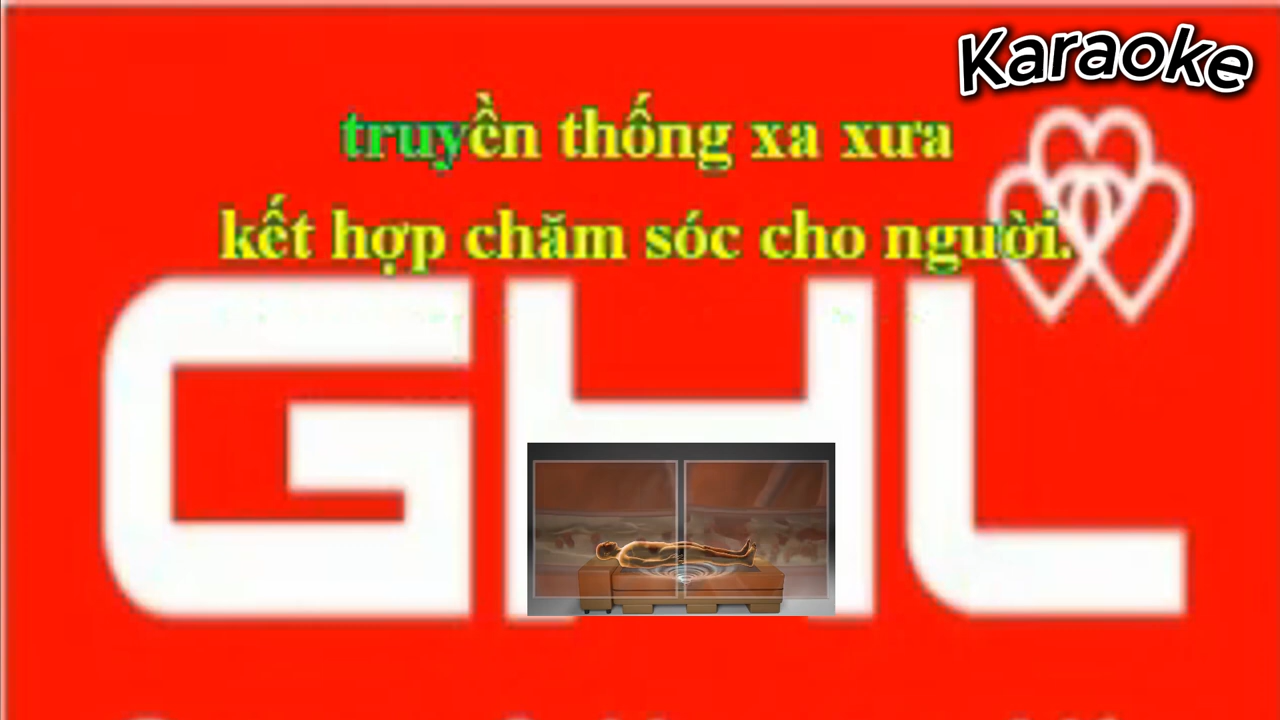 Karaoke
truyền thống xa xưa
kết hợp chăm sóc cho người.
GHL